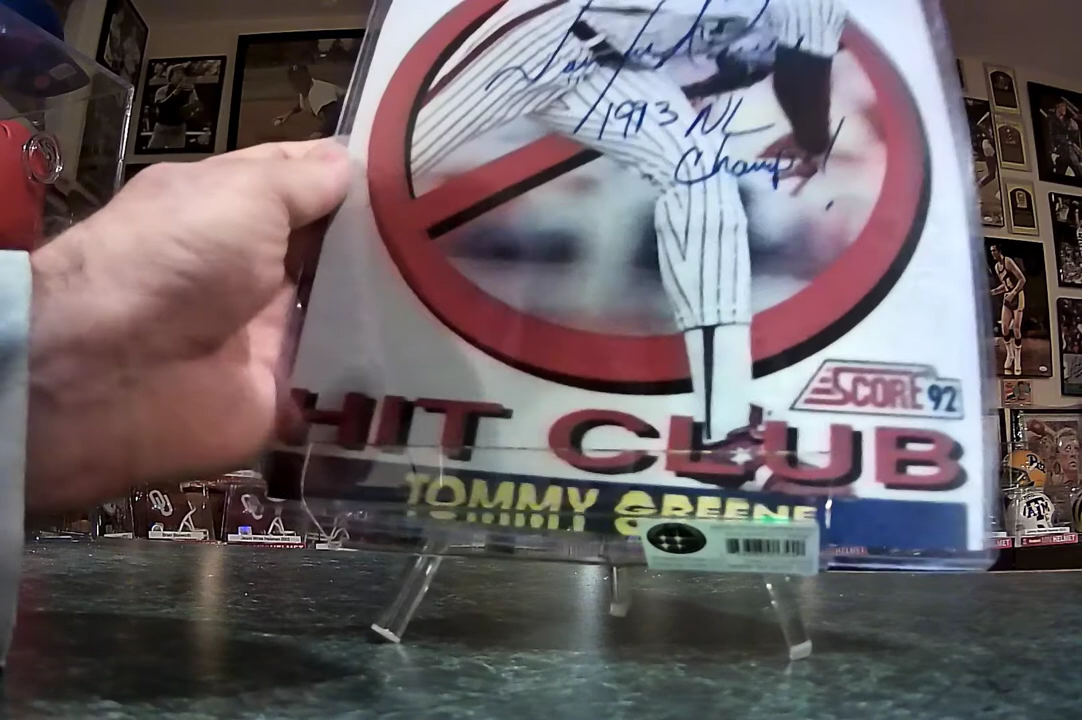 1993 NL
Champs!
SCORE 92
HIT CLUB
TOMMY GREENE